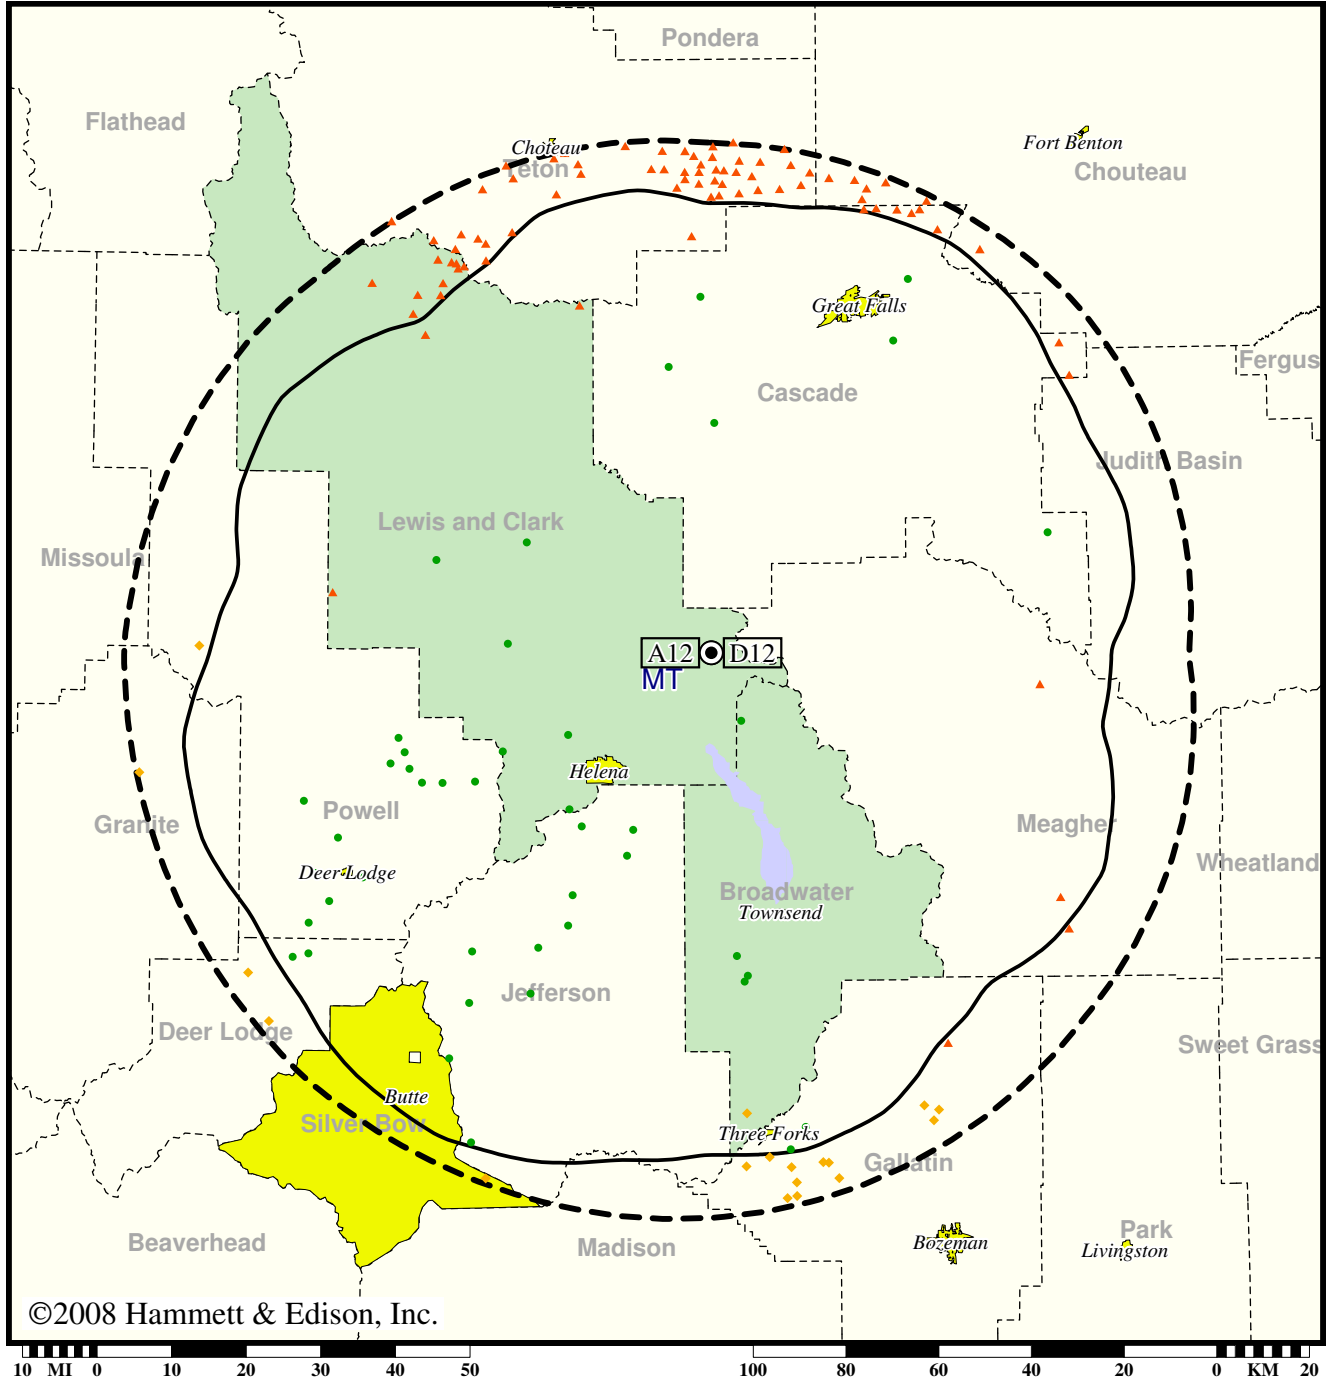 Pondera
Flathead
Choteau
Fort Benton
Teton
Chouteau
Great Falls
Fergus
Cascade
Judith Basin
Lewis and Clark
Missoula
A12 D12
MT
Helena
Powell
Granite
Meagher
Deer Lodge
Wheatland
Broadwater
Townsend
Jefferson
Deer Lodge
Sweet Grass
Butte
Silver Bow
Three Forks
Gallatin
Park
Beaverhead
Madison
Bozeman
Livingston
©2008 Hammett & Edison, Inc.
10 MI 0 10 20 30 40 50 100 80 60 40 20 0 KM 20